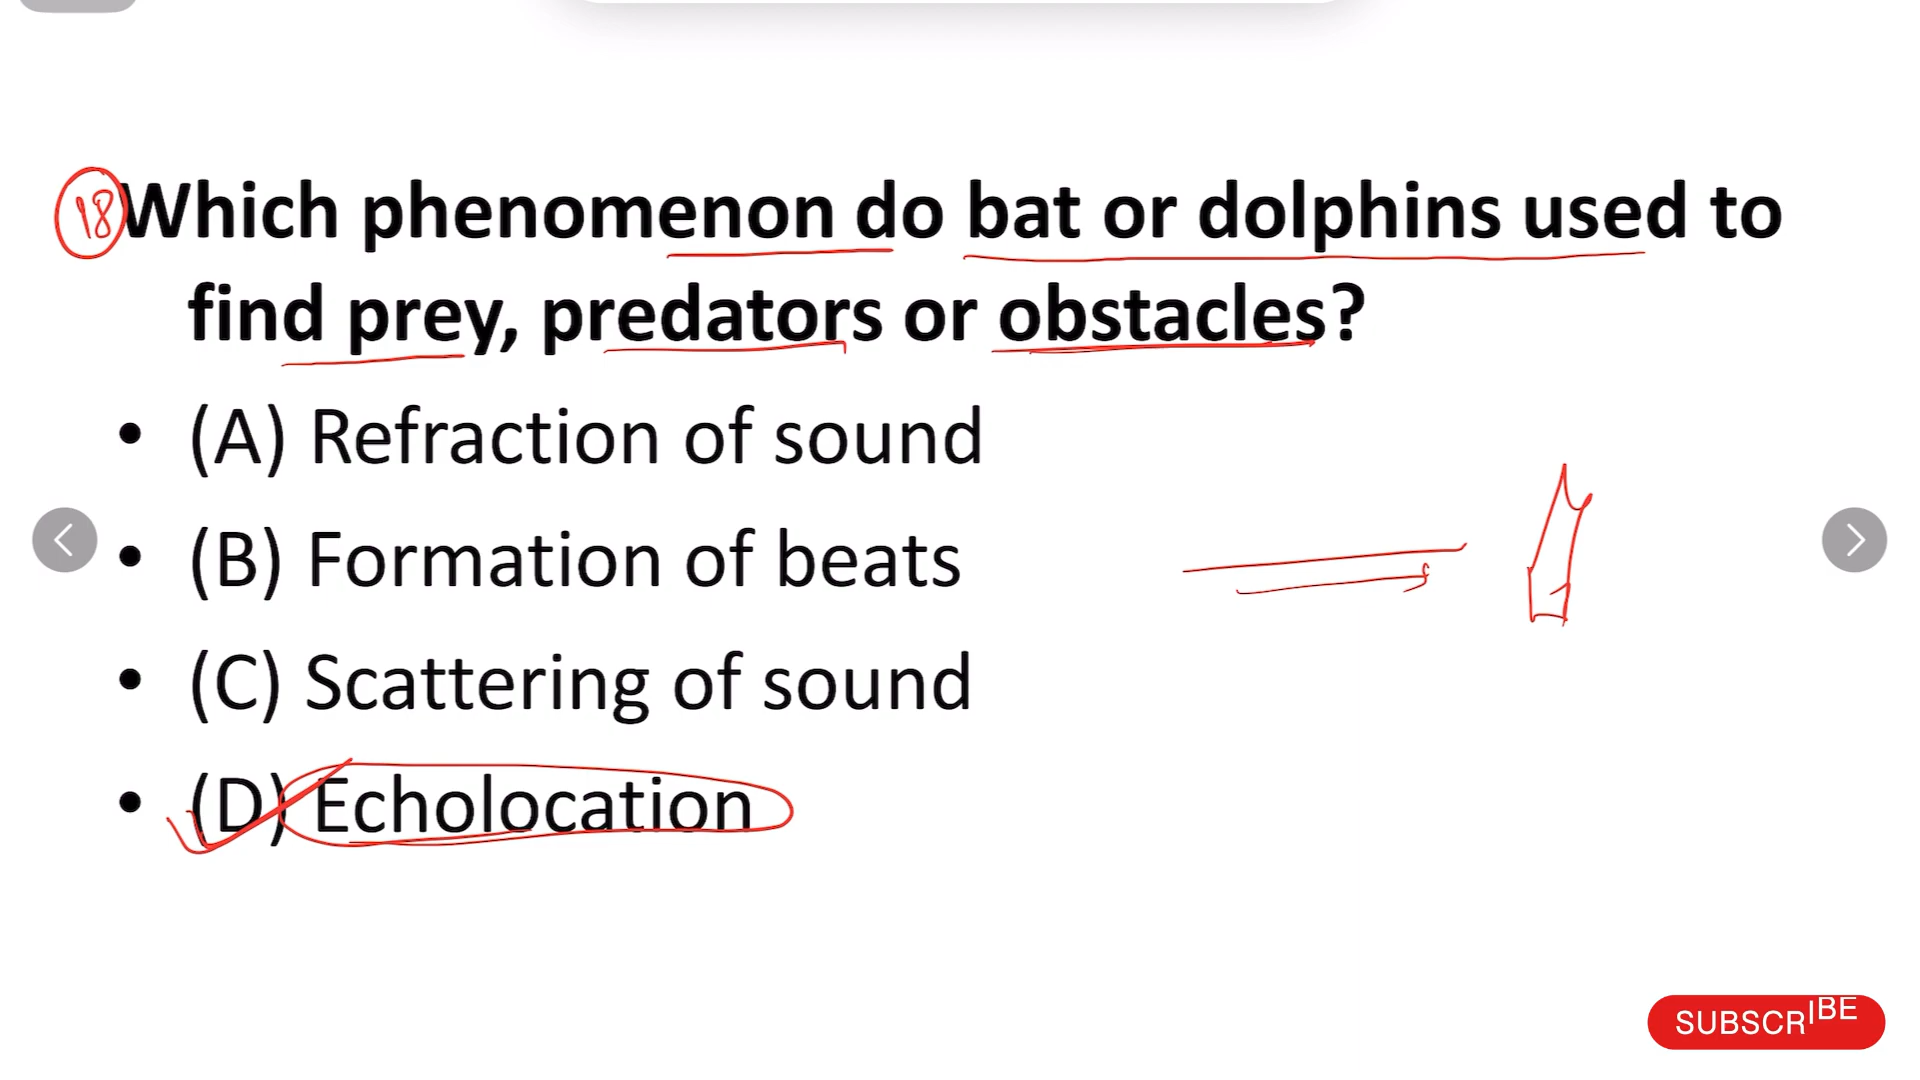 18 Which phenomenon do bat or dolphins used to
find prey, predators or obstacles?
• (A) Refraction of sound
• (B) Formation of beats
• (C) Scattering of sound
• (D) Echolocation
SUBSCRIBE